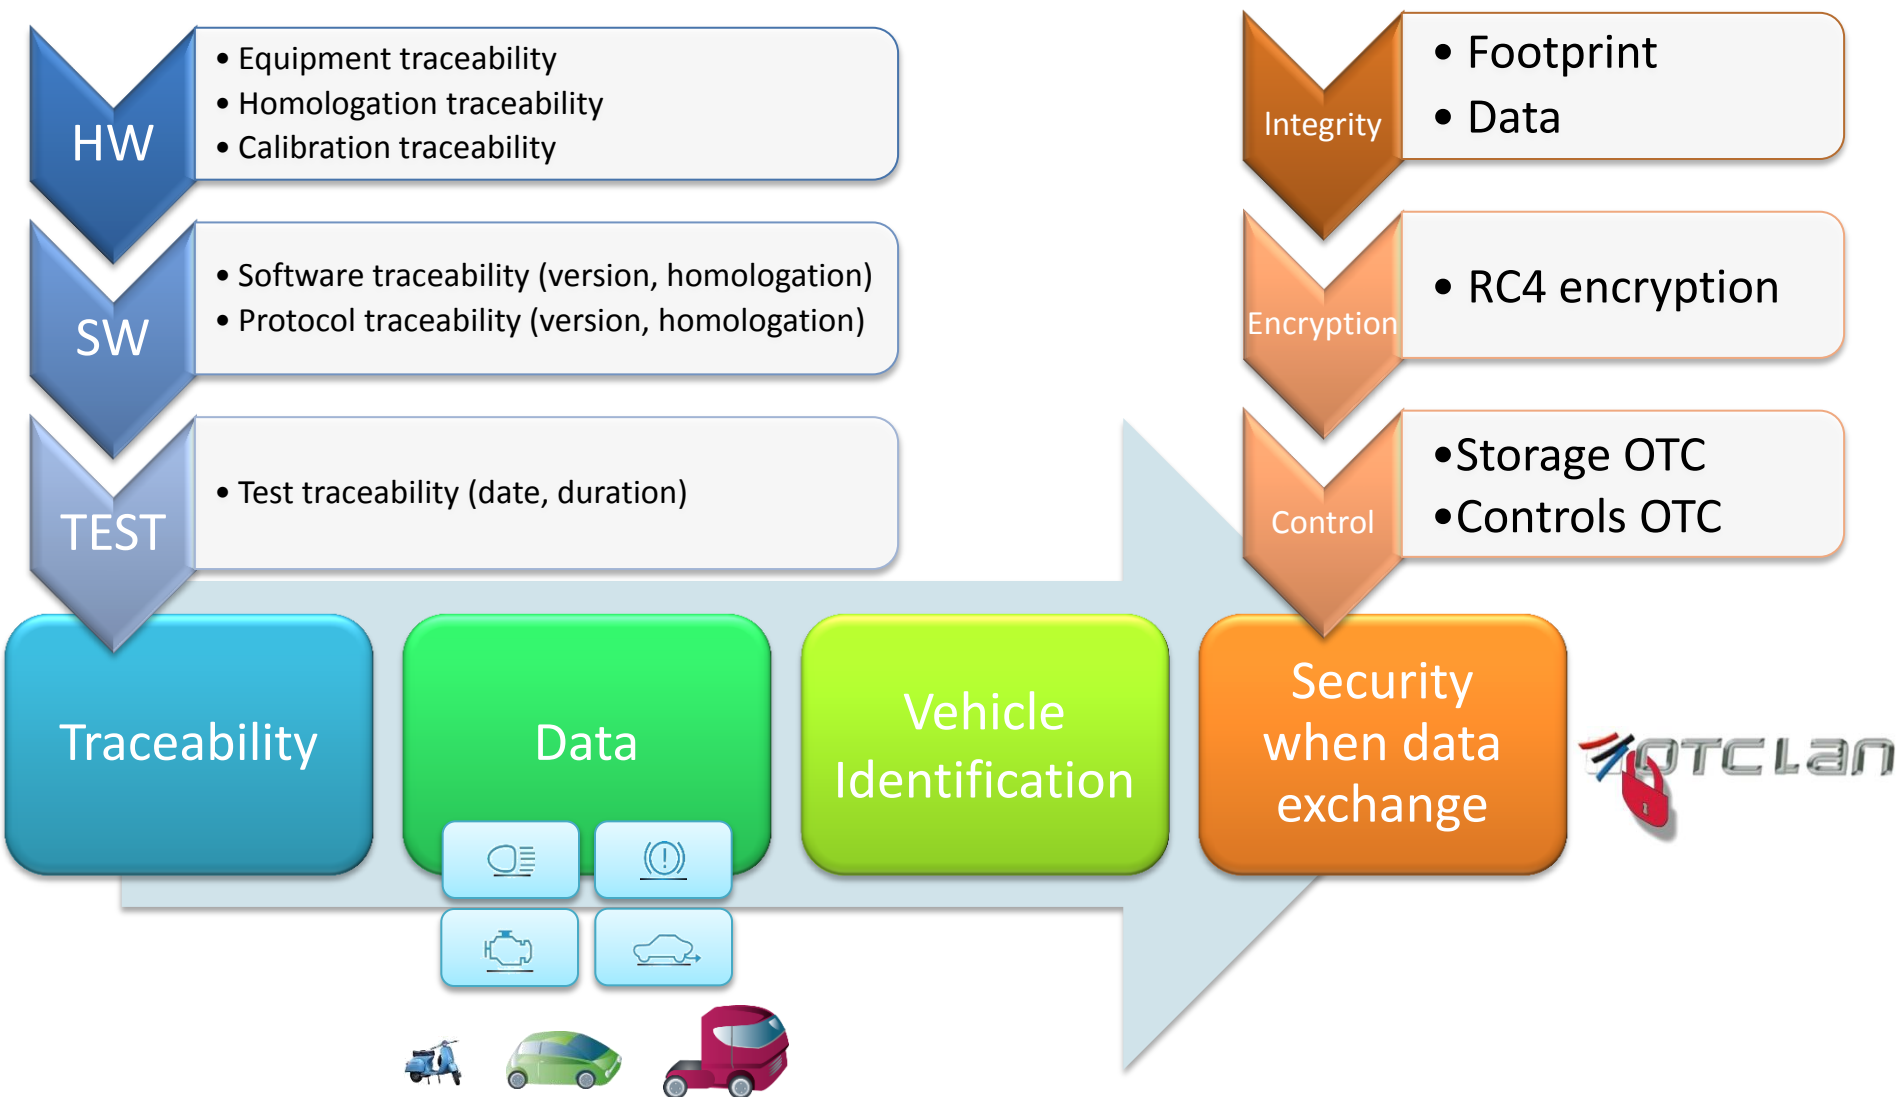 HW
• Equipment traceability
• Homologation traceability
• Calibration traceability
SW
• Software traceability (version, homologation)
• Protocol traceability (version, homologation)
TEST
• Test traceability (date, duration)
Integrity
• Footprint
• Data
Encryption
• RC4 encryption
Control
•Storage OTC
•Controls OTC
Traceability
Data
Vehicle
Identification
Security
when data
exchange
OTCLan